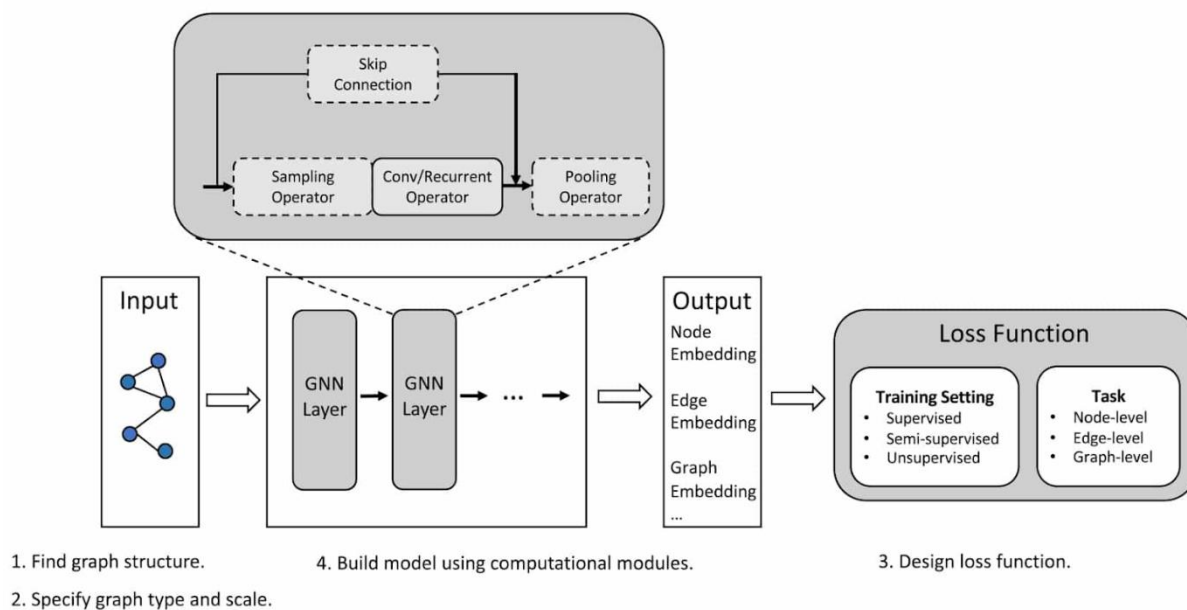 Skip
Connection
Sampling
Operator
Conv/Recurrent
Operator
Pooling
Operator
Input
GNN
Layer
GNN
Layer
...
Output
Node
Embedding
Edge
Embedding
Graph
Embedding
...
Loss Function
Training Setting
• Supervised
• Semi-supervised
• Unsupervised
Task
• Node-level
• Edge-level
• Graph-level
1. Find graph structure.
2. Specify graph type and scale.
4. Build model using computational modules.
3. Design loss function.